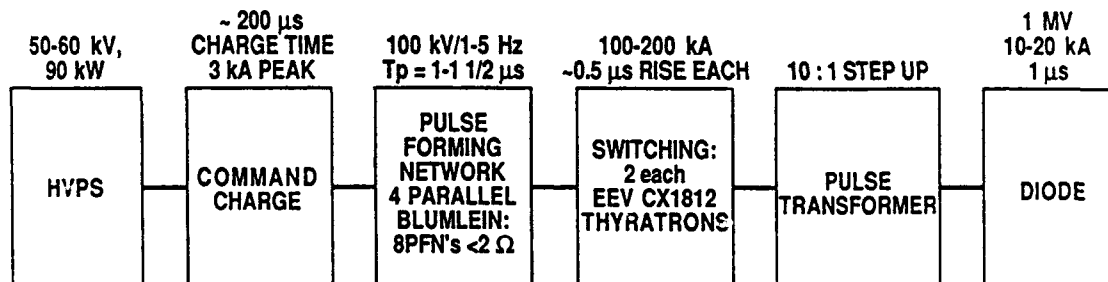 50-60 kV,
90 kW
HVPS
~ 200 µs
CHARGE TIME
3 kA PEAK
COMMAND
CHARGE
100 kV/1-5 Hz
Tp = 1-1 1/2 µs
PULSE
FORMING
NETWORK
4 PARALLEL
BLUMLEIN:
8PFN's <2 Ω
100-200 kA
~0.5 µs RISE EACH
SWITCHING:
2 each
EEV CX1812
THYRATRONS
10 : 1 STEP UP
PULSE
TRANSFORMER
1 MV
10-20 kA
1 µs
DIODE